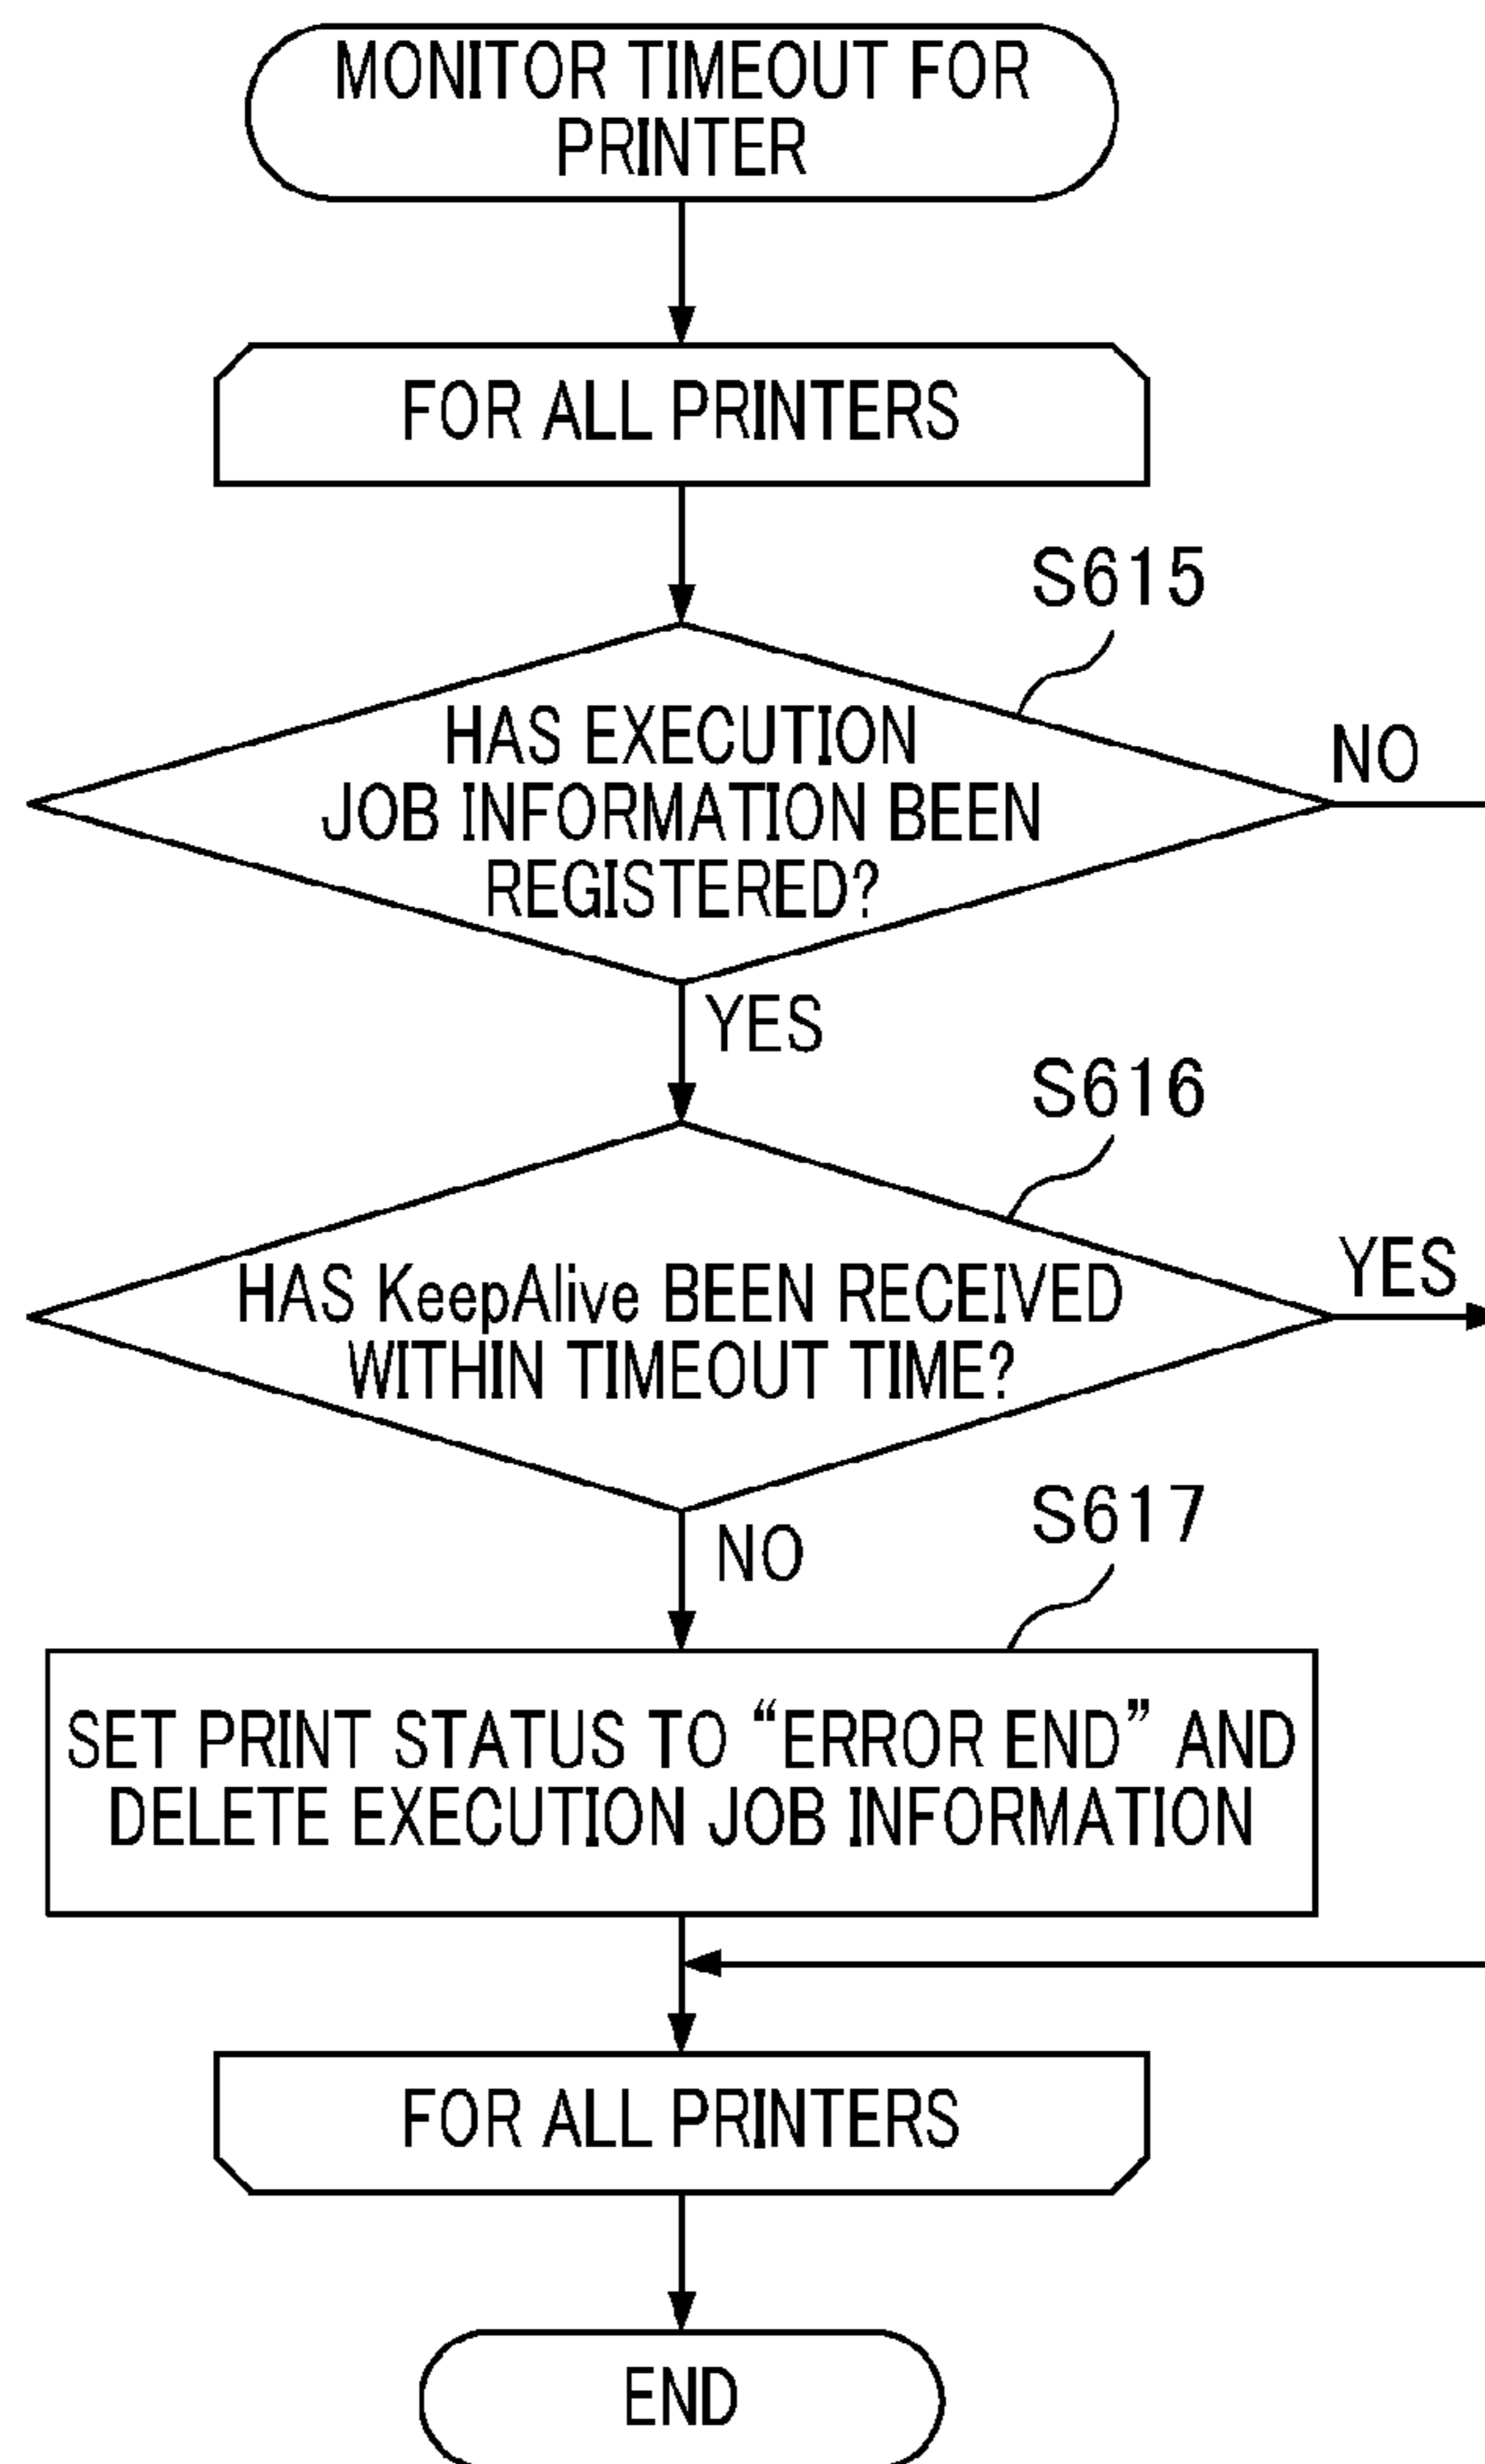 MONITOR TIMEOUT FOR
PRINTER
FOR ALL PRINTERS
S615
HAS EXECUTION
JOB INFORMATION BEEN
REGISTERED?
NO
YES
S616
HAS KeepAlive BEEN RECEIVED
WITHIN TIMEOUT TIME?
YES
NO
S617
SET PRINT STATUS TO “ERROR END” AND
DELETE EXECUTION JOB INFORMATION
FOR ALL PRINTERS
END